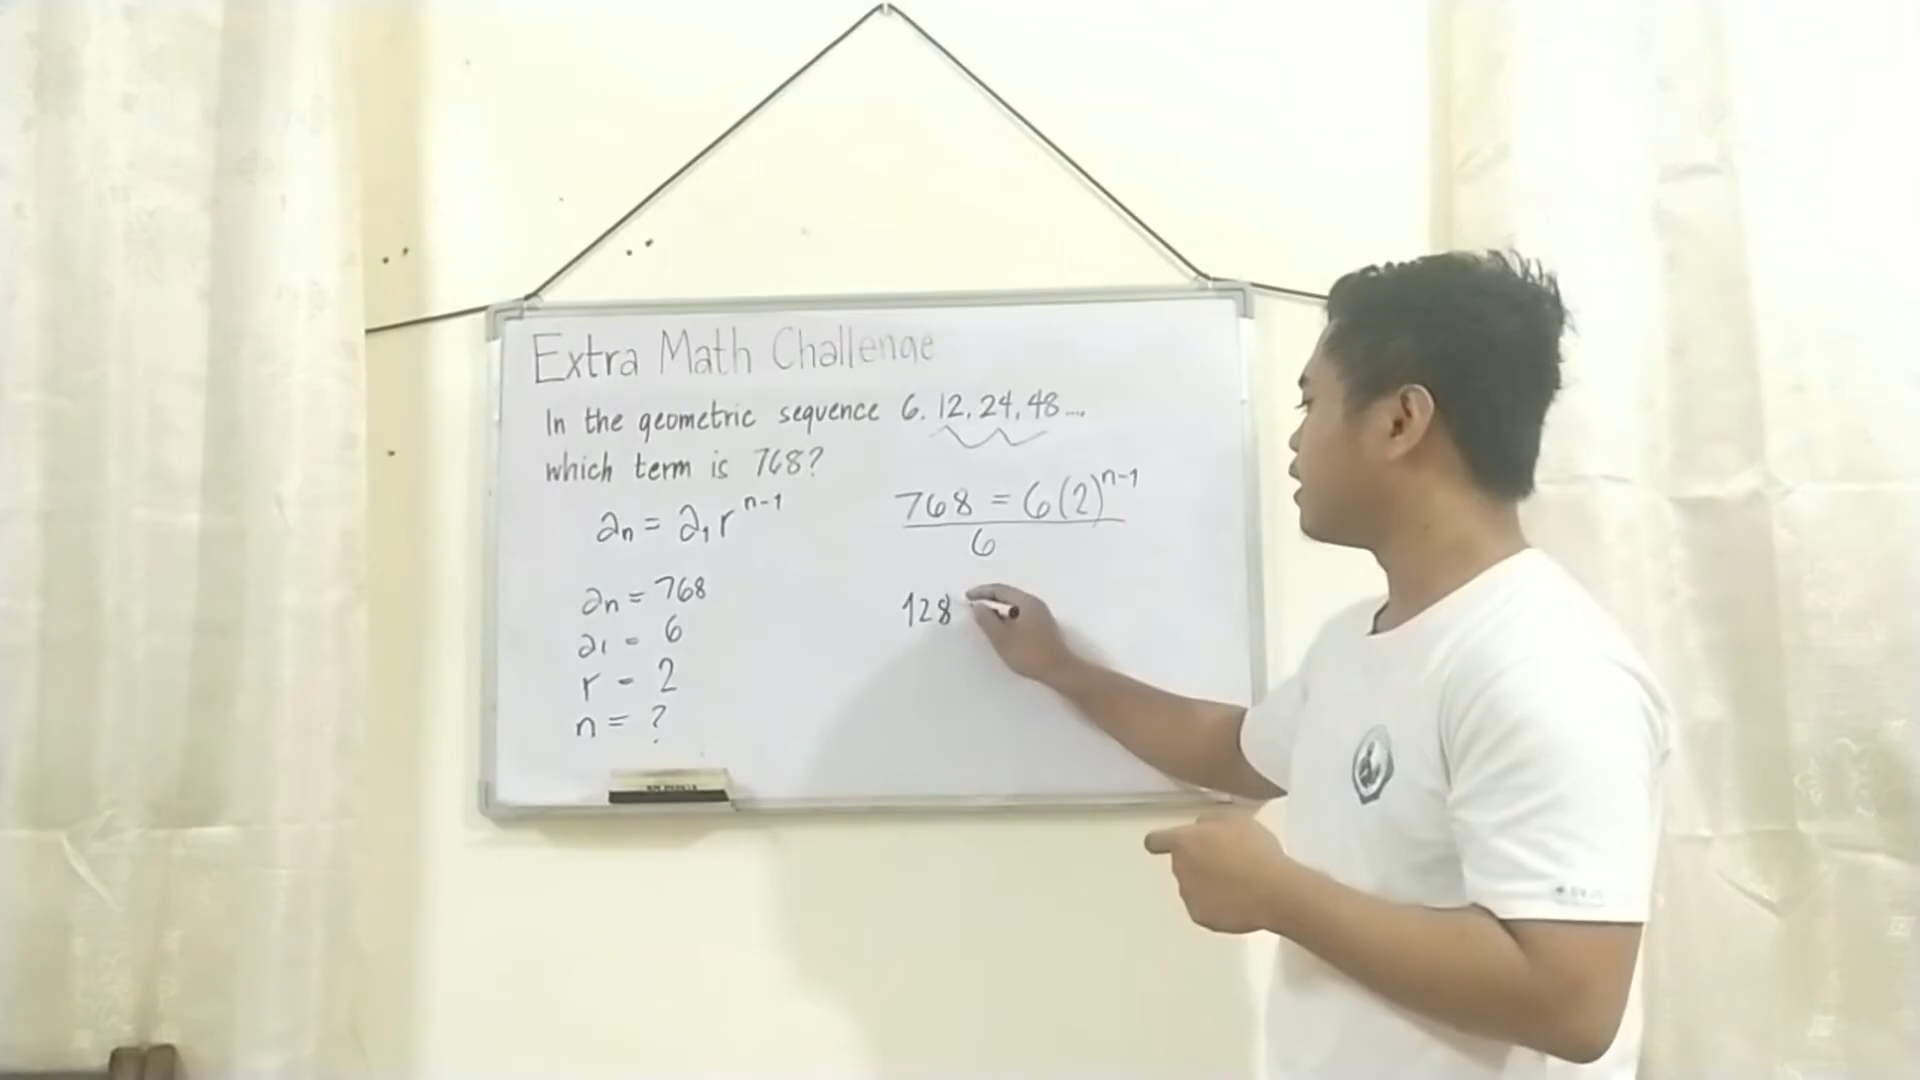 Extra Math Challenge
In the geometric sequence 6, 12, 24, 48....
which term is 768?
aₙ = a₁ rⁿ⁻¹
aₙ = 768
a₁ = 6
r = 2
n = ?
768 = 6(2)ⁿ⁻¹
6
128